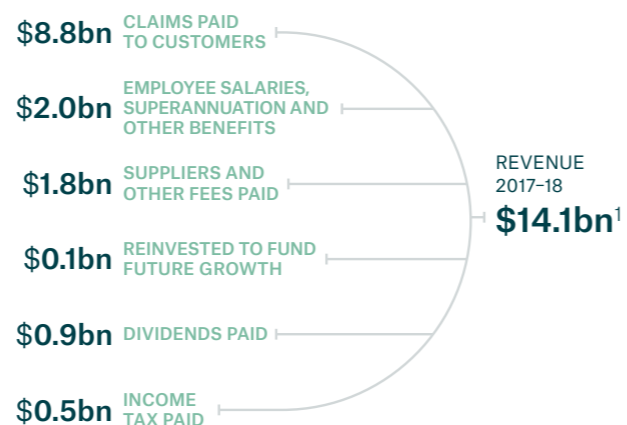 $8.8bn CLAIMS PAID
TO CUSTOMERS
$2.0bn EMPLOYEE SALARIES,
SUPERANNUATION AND
OTHER BENEFITS
$1.8bn SUPPLIERS AND
OTHER FEES PAID
$0.1bn REINVESTED TO FUND
FUTURE GROWTH
$0.9bn DIVIDENDS PAID
$0.5bn INCOME
TAX PAID
REVENUE
2017–18
$14.1bn¹